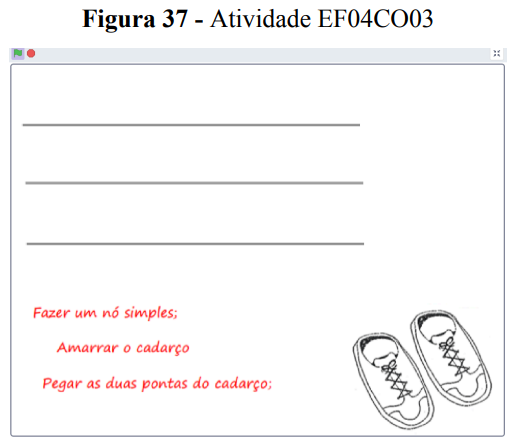 Figura 37 - Atividade EF04CO03
Fazer um nó simples;
Amarrar o cadarço
Pegar as duas pontas do cadarço;